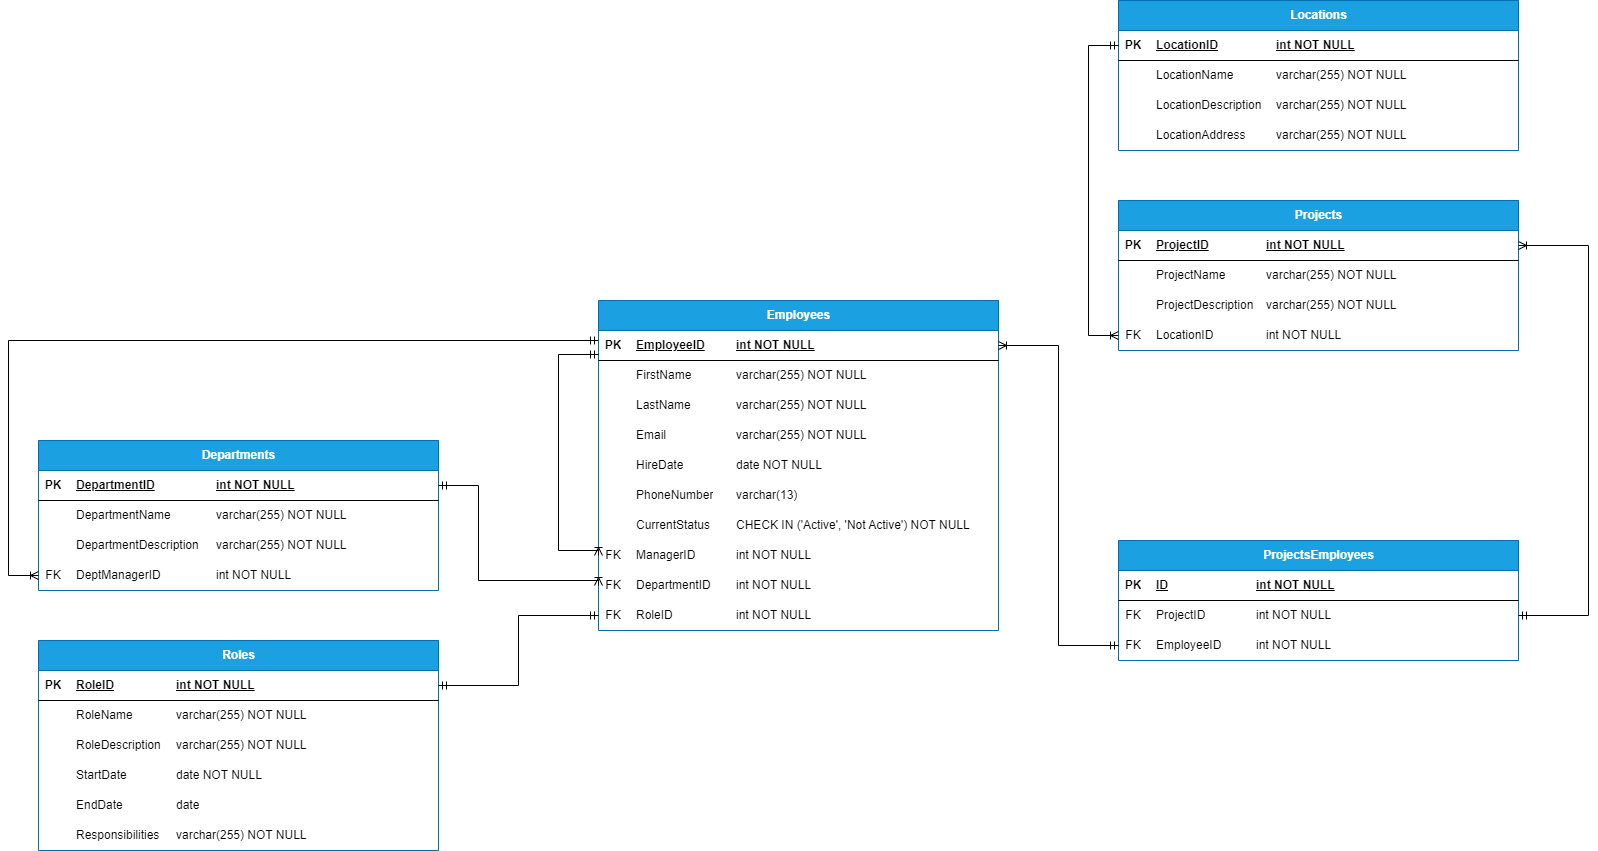 Locations
PK LocationID int NOT NULL
LocationName varchar(255) NOT NULL
LocationDescription varchar(255) NOT NULL
LocationAddress varchar(255) NOT NULL
Projects
PK ProjectID int NOT NULL
ProjectName varchar(255) NOT NULL
ProjectDescription varchar(255) NOT NULL
FK LocationID int NOT NULL
Employees
PK EmployeeID int NOT NULL
FirstName varchar(255) NOT NULL
LastName varchar(255) NOT NULL
Email varchar(255) NOT NULL
HireDate date NOT NULL
PhoneNumber varchar(13)
CurrentStatus CHECK IN ('Active', 'Not Active') NOT NULL
FK ManagerID int NOT NULL
FK DepartmentID int NOT NULL
FK RoleID int NOT NULL
Departments
PK DepartmentID int NOT NULL
DepartmentName varchar(255) NOT NULL
DepartmentDescription varchar(255) NOT NULL
FK DeptManagerID int NOT NULL
ProjectsEmployees
PK ID int NOT NULL
FK ProjectID int NOT NULL
FK EmployeeID int NOT NULL
Roles
PK RoleID int NOT NULL
RoleName varchar(255) NOT NULL
RoleDescription varchar(255) NOT NULL
StartDate date NOT NULL
EndDate date
Responsibilities varchar(255) NOT NULL